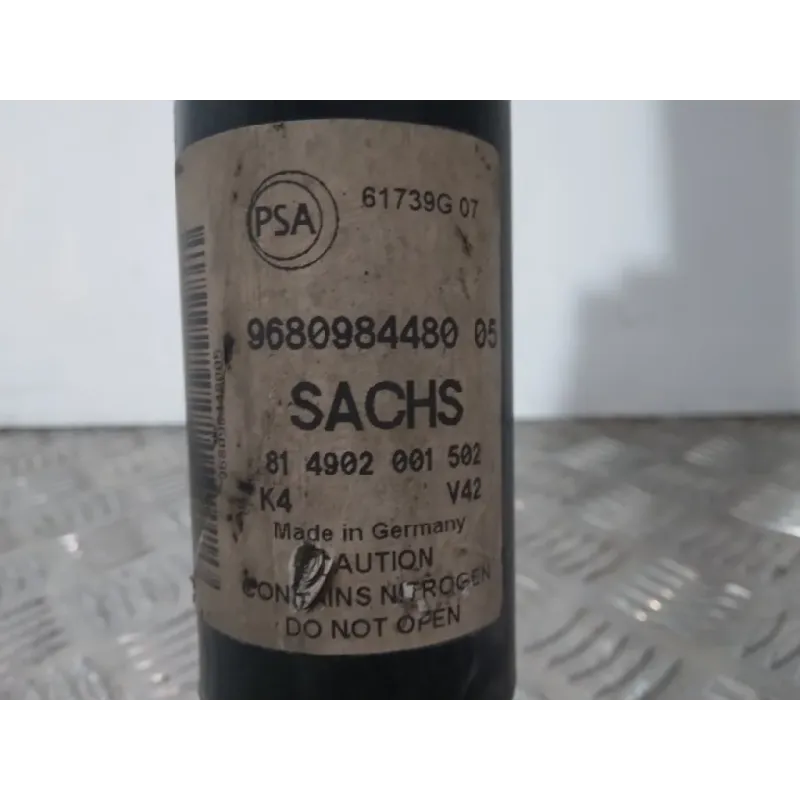 PSA
61739G 07
9680984480 05
SACHS
81 4902 001 502
K4 V42
Made in Germany
CAUTION
CONTAINS NITROGEN
DO NOT OPEN
968098448005